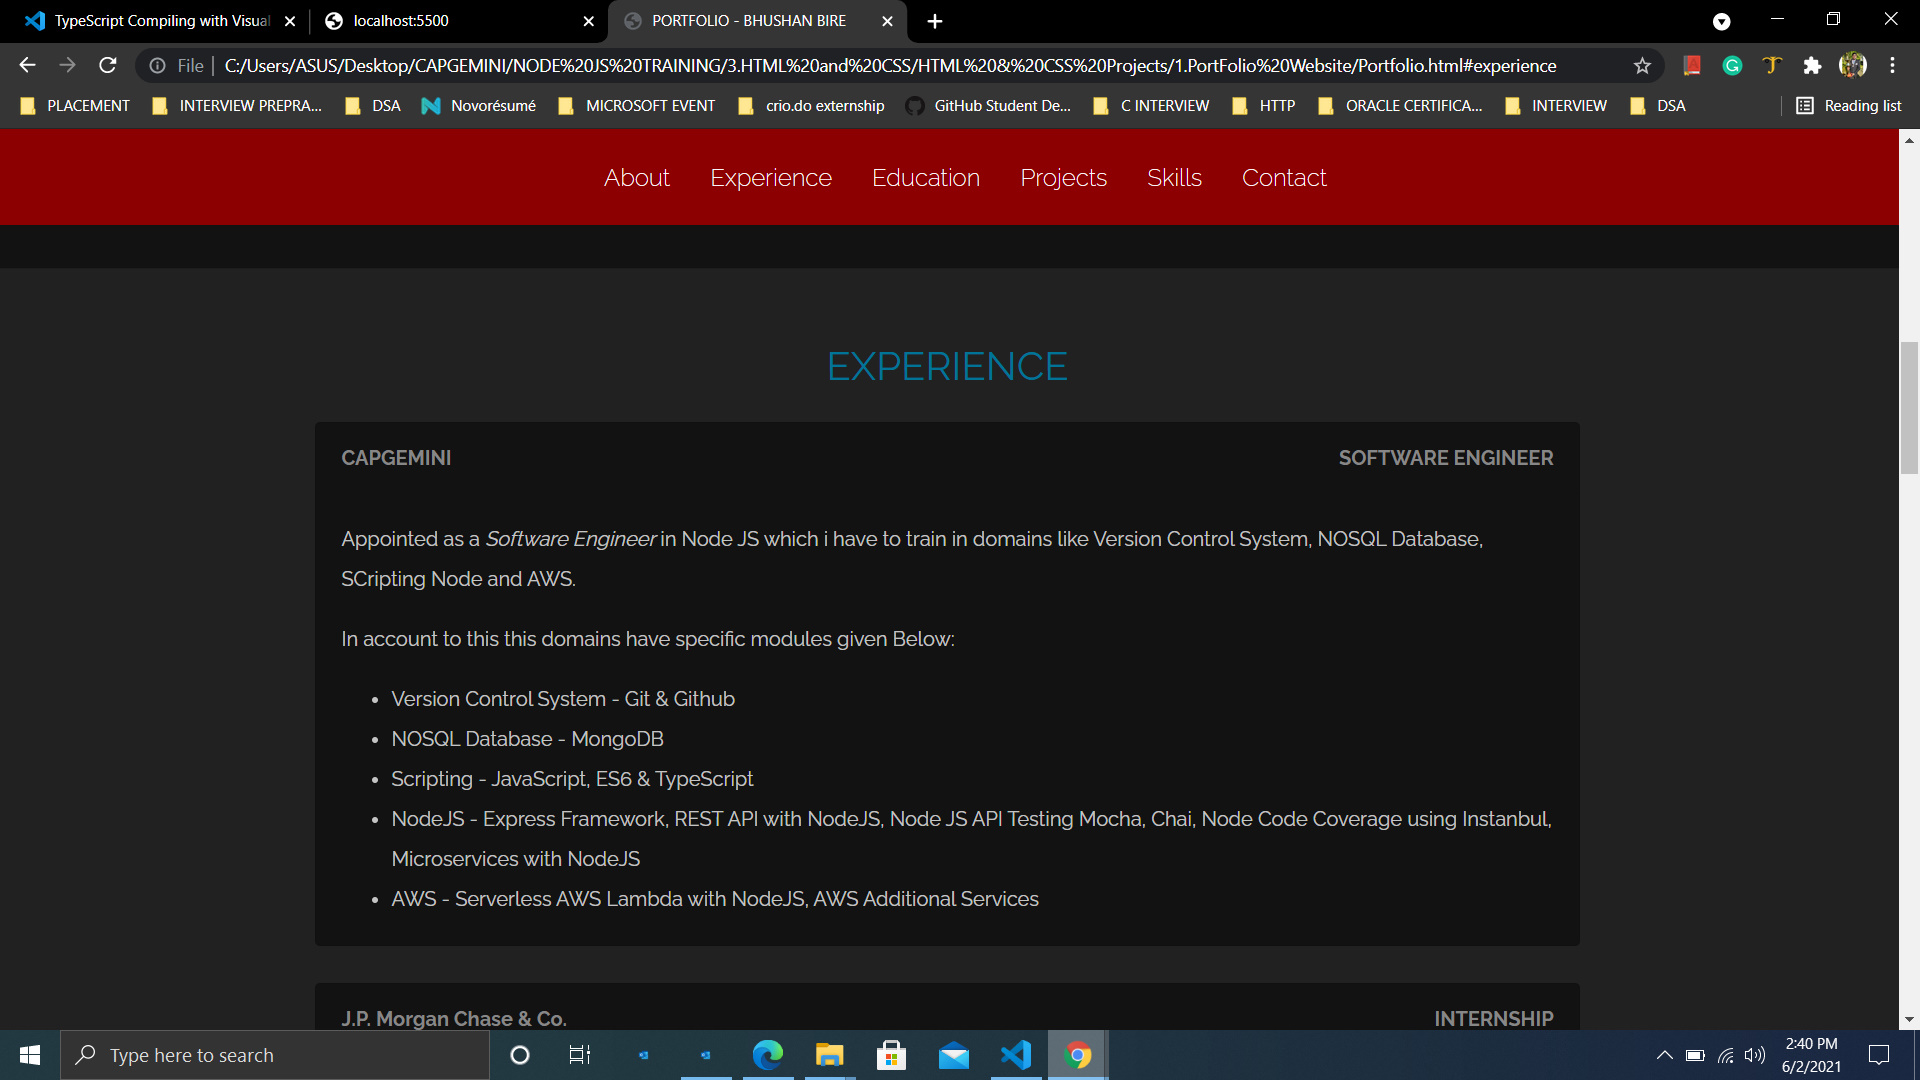 TypeScript Compiling with Visual
localhost:5500
PORTFOLIO - BHUSHAN BIRE
File
C:/Users/ASUS/Desktop/CAPGEMINI/NODE%20JS%20TRAINING/3.HTML%20and%20CSS/HTML%20&%20CSS%20Projects/1.PortFolio%20Website/Portfolio.html#experience
PLACEMENT
INTERVIEW PREPRA...
DSA
Novorésumé
MICROSOFT EVENT
crio.do externship
GitHub Student De...
C INTERVIEW
HTTP
ORACLE CERTIFICA...
INTERVIEW
DSA
Reading list
About
Experience
Education
Projects
Skills
Contact
EXPERIENCE
CAPGEMINI
SOFTWARE ENGINEER
Appointed as a Software Engineer in Node JS which i have to train in domains like Version Control System, NOSQL Database,
SCripting Node and AWS.
In account to this this domains have specific modules given Below:
• Version Control System - Git & Github
• NOSQL Database - MongoDB
• Scripting - JavaScript, ES6 & TypeScript
• NodeJS - Express Framework, REST API with NodeJS, Node JS API Testing Mocha, Chai, Node Code Coverage using Instanbul,
Microservices with NodeJS
• AWS - Serverless AWS Lambda with NodeJS, AWS Additional Services
J.P. Morgan Chase & Co.
INTERNSHIP
Type here to search
2:40 PM
6/2/2021